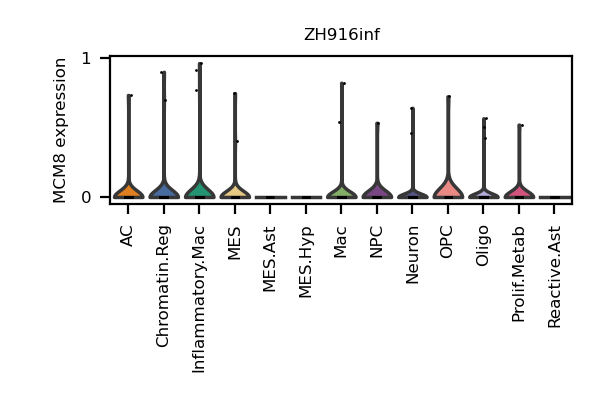 ZH916inf
MCM8 expression
1
0
AC
Chromatin.Reg
Inflammatory.Mac
MES
MES.Ast
MES.Hyp
Mac
NPC
Neuron
OPC
Oligo
Prolif.Metab
Reactive.Ast